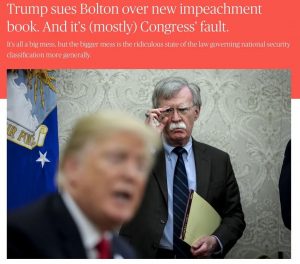 Trump sues Bolton over new impeachment
book. And it's (mostly) Congress' fault.
It's all a big mess, but the bigger mess is the ridiculous state of the law governing national security
classification more generally.